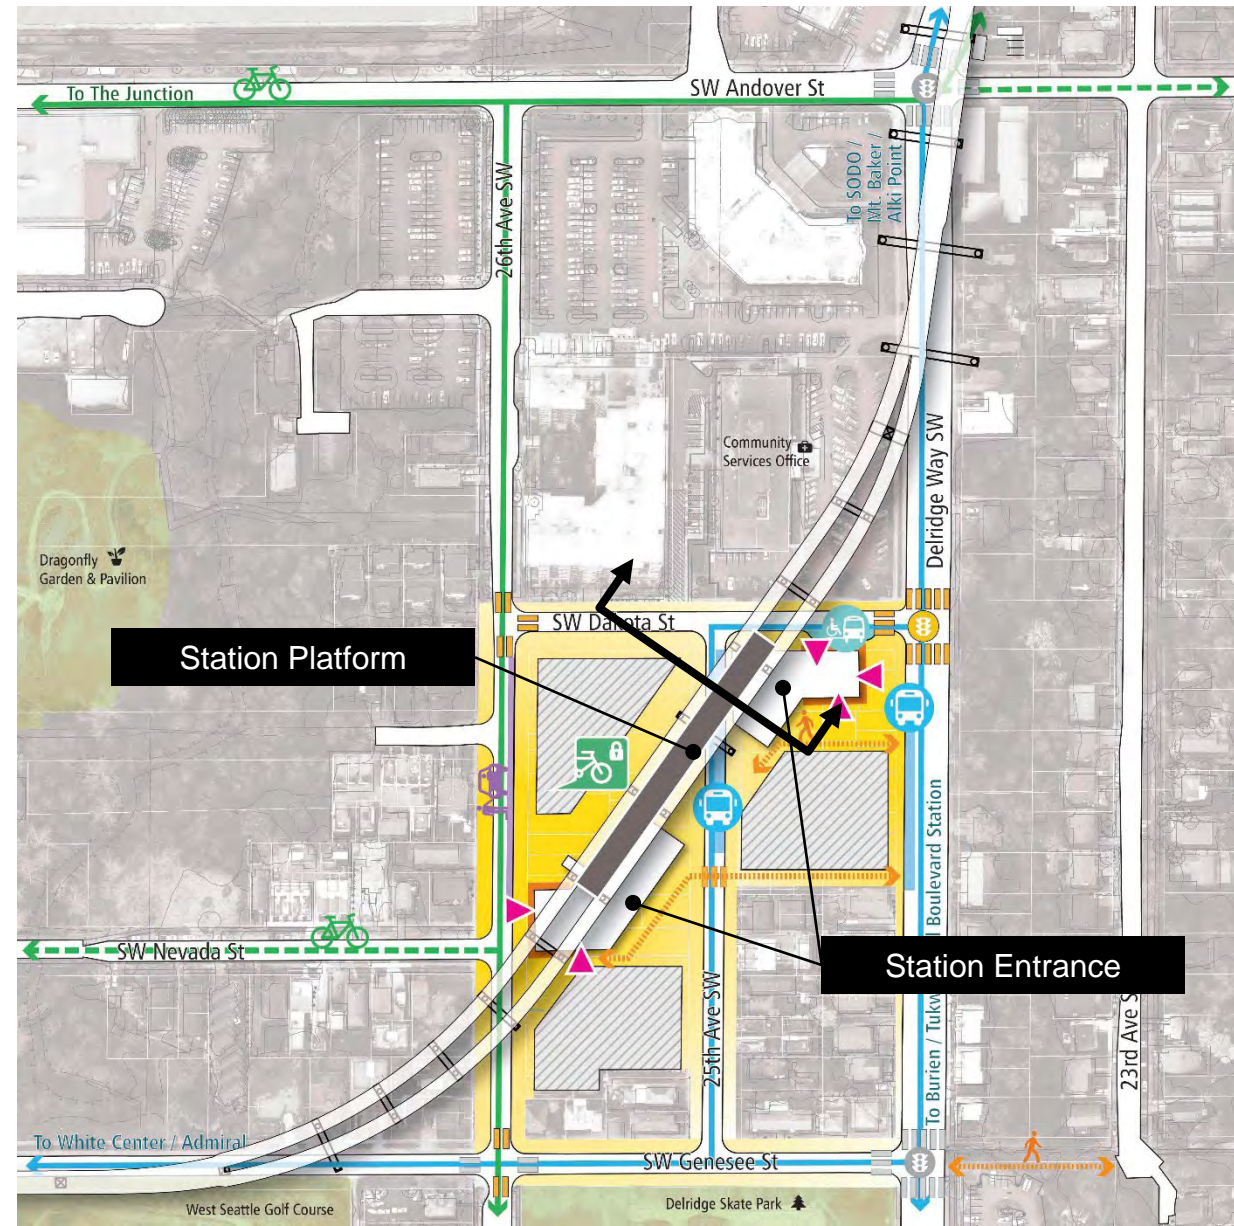 To The Junction
SW Andover St
To SODO /
Mt. Baker /
Alki Point
26th Ave SW
Community
Services Office
Delridge Way SW
Dragonfly
Garden & Pavilion
SW Dakota St
Station Platform
Station Entrance
SW Nevada St
25th Ave SW
To Burien / Tukw
l Boulevard Station
23rd Ave S
To White Center / Admiral
SW Genesee St
West Seattle Golf Course
Delridge Skate Park